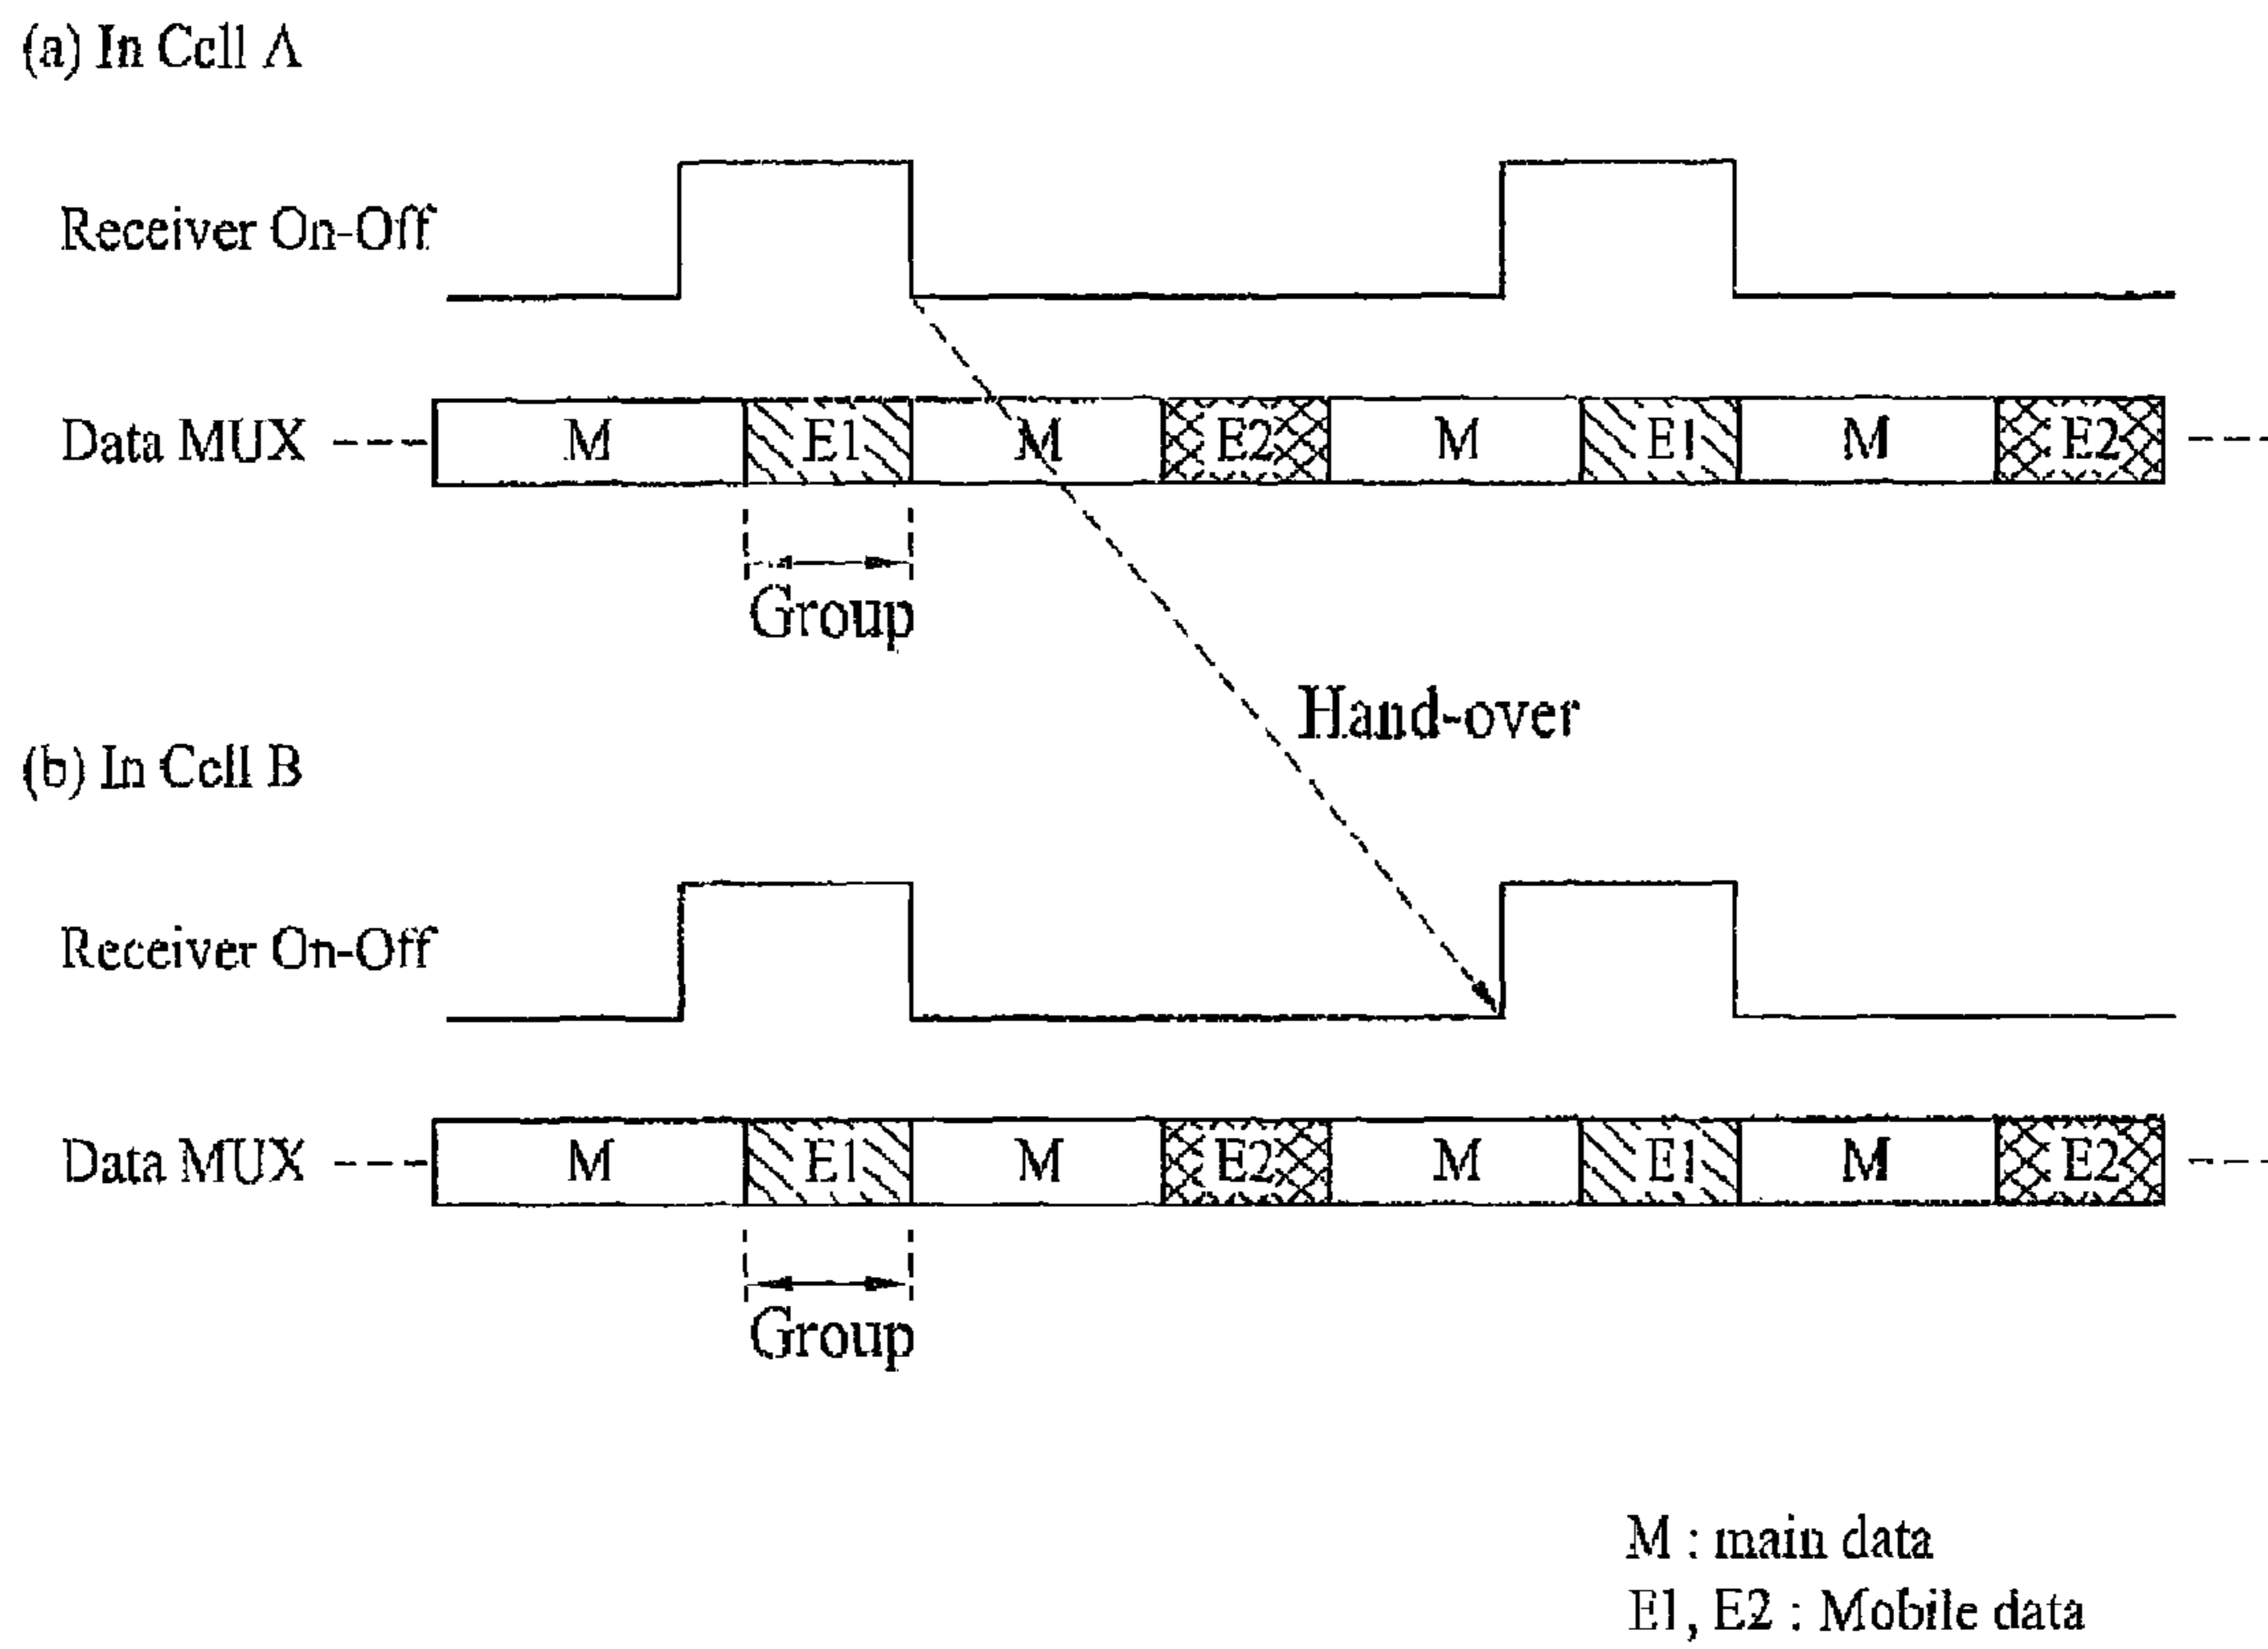 (a) In Cell A
Receiver On-Off
Data MUX M E1 M E2 M E1 M E2
Group
Hand-over
(b) In Cell B
Receiver On-Off
Data MUX M E1 M E2 M E1 M E2
Group
M : main data
E1, E2 : Mobile data